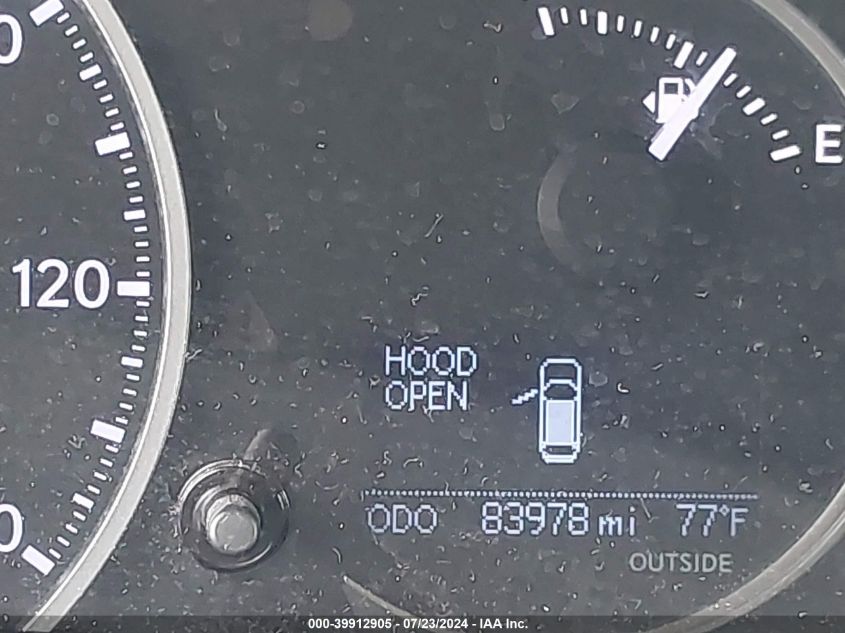 120
E
HOOD
OPEN
ODO 83978 mi 77°F
OUTSIDE
000-39912905 - 07/23/2024 - IAA Inc.